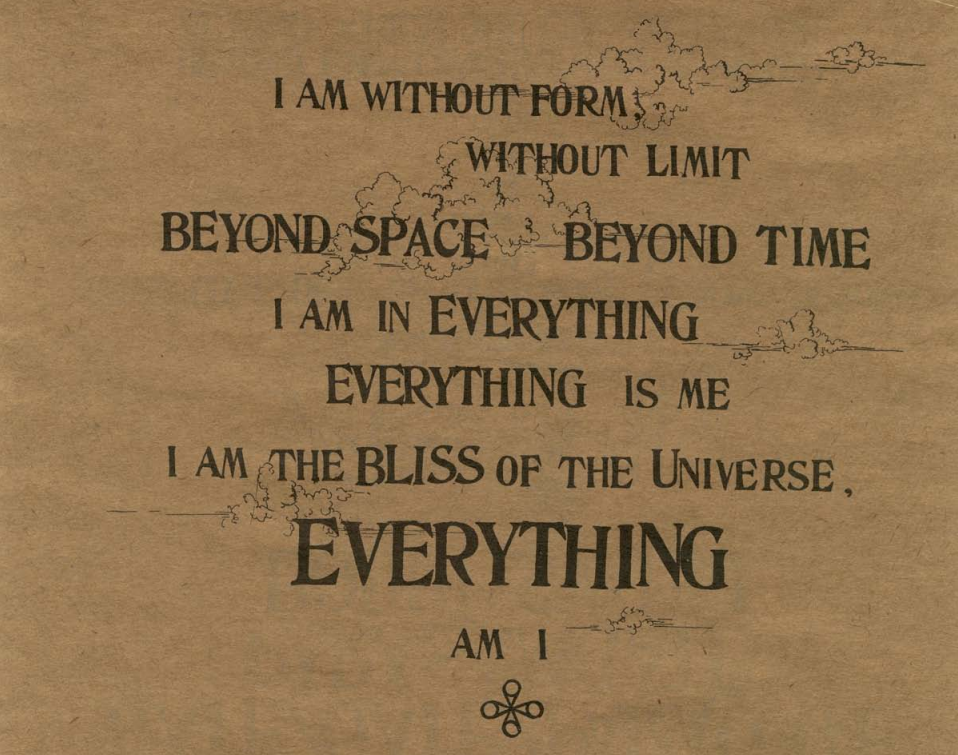 I AM WITHOUT FORM,
WITHOUT LIMIT
BEYOND SPACE BEYOND TIME
I AM IN EVERYTHING
EVERYTHING IS ME
I AM THE BLISS OF THE UNIVERSE,
EVERYTHING
AM I